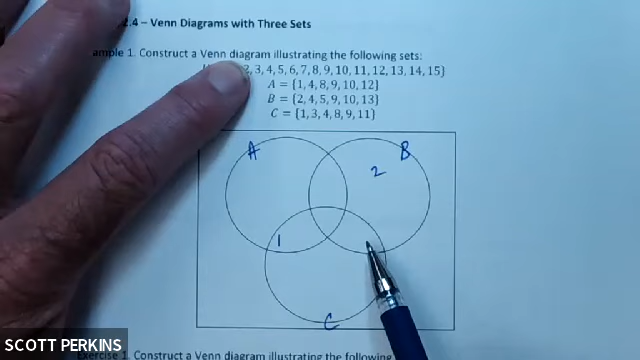 2.4 – Venn Diagrams with Three Sets
ample 1. Construct a Venn diagram illustrating the following sets:
2, 3, 4, 5, 6, 7, 8, 9, 10, 11, 12, 13, 14, 15}
A = {1, 4, 8, 9, 10, 12}
B = {2, 4, 5, 9, 10, 13}
C = {1, 3, 4, 8, 9, 11}
A
B
2
1
C
SCOTT PERKINS
Exercise 1. Construct a Venn diagram illustrating the following